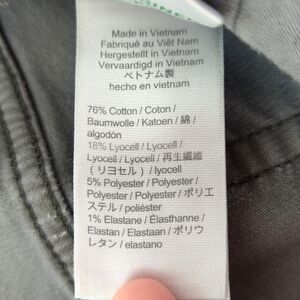 Made in Vietnam
Fabriqué au Viêt Nam
Hergestellt in Vietnam
Vervaardigd in Vietnam
ベトナム製
hecho en vietnam
76% Cotton / Coton /
Baumwolle / Katoen / 綿 /
algodón
18% Lyocell / Lyocell /
Lyocell / Lyocell / 再生繊維
(リヨセル) / lyocell
5% Polyester / Polyester /
Polyester / Polyester / ポリエ
ステル / poliéster
1% Elastane / Élasthanne /
Elastan / Elastaan / ポリウ
レタン / elastano